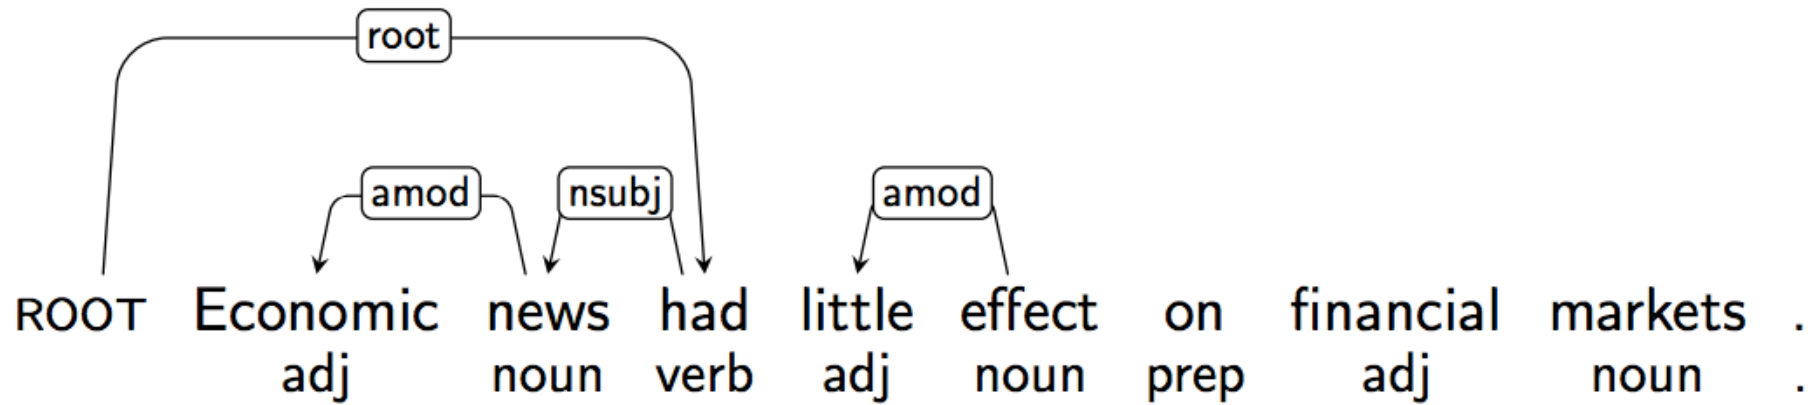 root
amod nsubj amod
ROOT Economic news had little effect on financial markets .
adj noun verb adj noun prep adj noun .